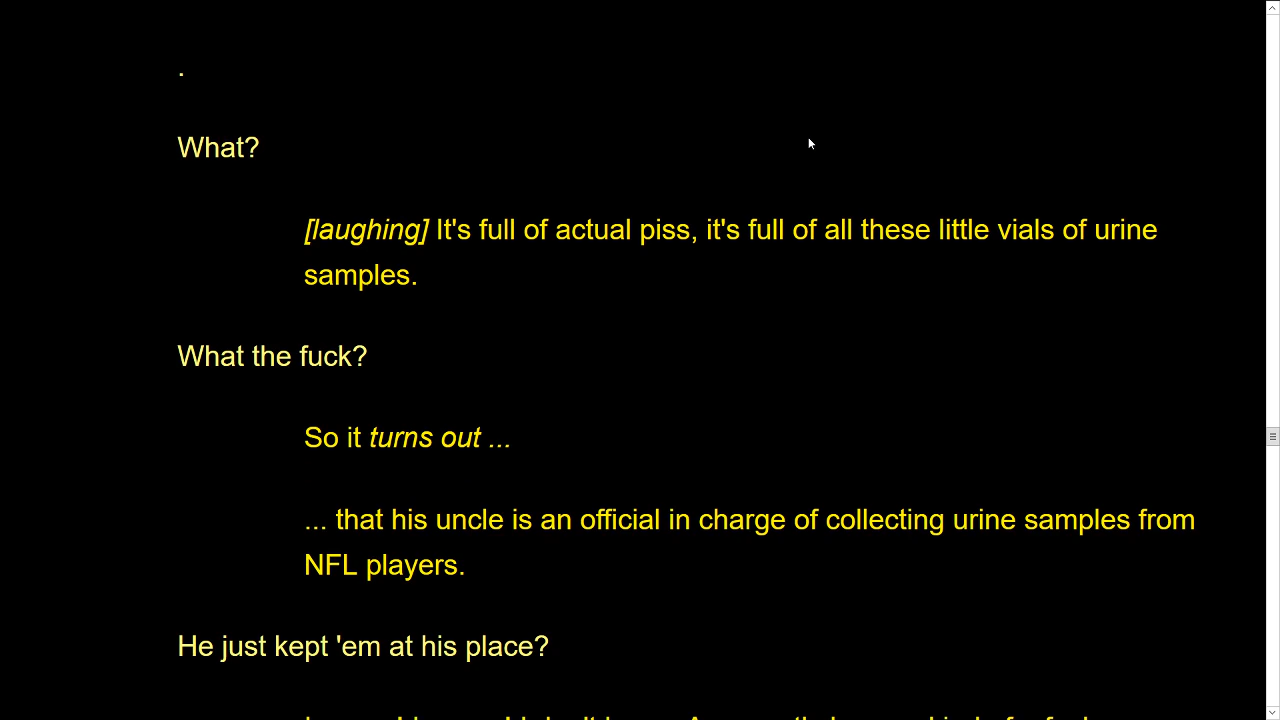 .
What?
[laughing] It's full of actual piss, it's full of all these little vials of urine
samples.
What the fuck?
So it turns out ...
... that his uncle is an official in charge of collecting urine samples from
NFL players.
He just kept 'em at his place?